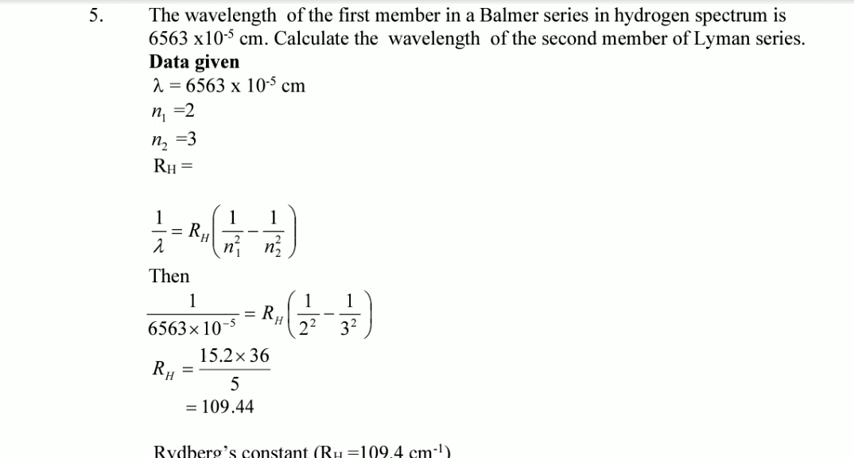 5. The wavelength of the first member in a Balmer series in hydrogen spectrum is
6563 x10⁻⁵ cm. Calculate the wavelength of the second member of Lyman series.
Data given
λ = 6563 x 10⁻⁵ cm
n₁ =2
n₂ =3
R_H =
1/λ = R_H(1/n₁² − 1/n₂²)
Then
1/(6563×10⁻⁵) = R_H(1/2² − 1/3²)
R_H = (15.2×36)/5
= 109.44
Rydberg's constant (R_H =109.4 cm⁻¹)